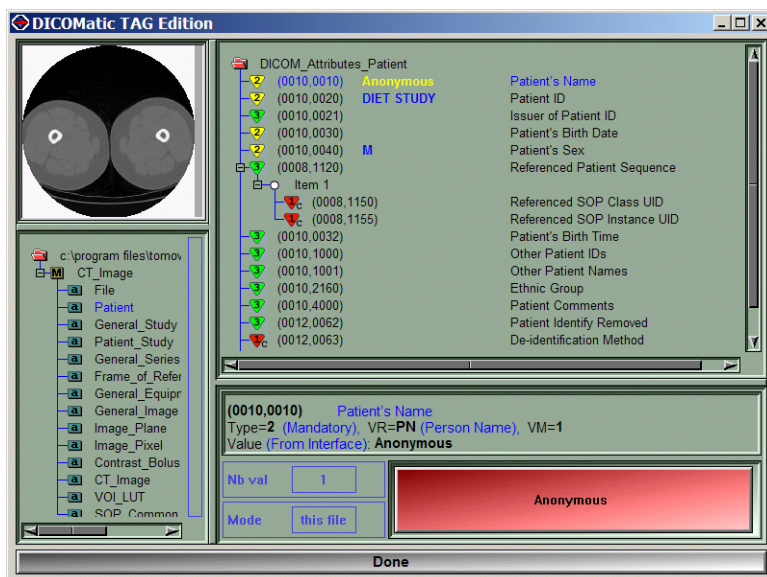 DICOMatic TAG Edition
DICOM_Attributes_Patient
2 (0010,0010) Anonymous Patient's Name
2 (0010,0020) DIET STUDY Patient ID
3 (0010,0021) Issuer of Patient ID
2 (0010,0030) Patient's Birth Date
2 (0010,0040) M Patient's Sex
3 (0008,1120) Referenced Patient Sequence
Item 1
1C (0008,1150) Referenced SOP Class UID
1C (0008,1155) Referenced SOP Instance UID
3 (0010,0032) Patient's Birth Time
3 (0010,1000) Other Patient IDs
3 (0010,1001) Other Patient Names
3 (0010,2160) Ethnic Group
3 (0010,4000) Patient Comments
3 (0012,0062) Patient Identify Removed
1C (0012,0063) De-identification Method
c:\program files\tomov
M CT_Image
a File
a Patient
a General_Study
a Patient_Study
a General_Series
a Frame_of_Refer
a General_Equipr
a General_Image
a Image_Plane
a Image_Pixel
a Contrast_Bolus
a CT_Image
a VOI_LUT
a SOP_Common
(0010,0010) Patient's Name
Type=2 (Mandatory), VR=PN (Person Name), VM=1
Value (From Interface): Anonymous
Nb val 1
Mode this file
Anonymous
Done